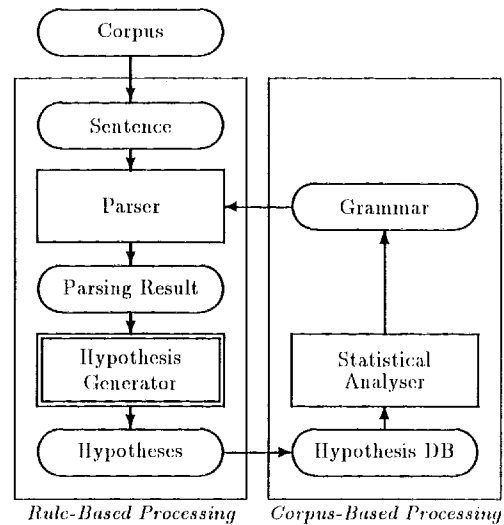 Corpus
Sentence
Parser
Grammar
Parsing Result
Hypothesis
Generator
Statistical
Analyser
Hypotheses
Hypothesis DB
Rule-Based Processing
Corpus-Based Processing